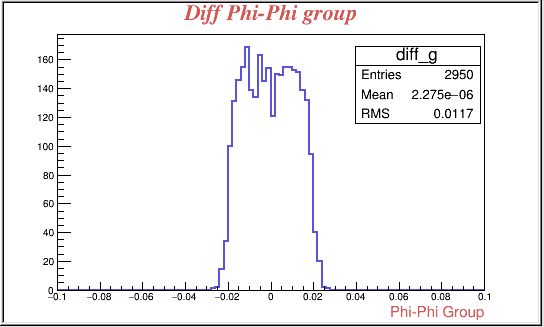 Diff Phi-Phi group
diff_g
Entries 2950
Mean 2.275e−06
RMS 0.0117
160
140
120
100
80
60
40
20
0
−0.1 −0.08 −0.06 −0.04 −0.02 0 0.02 0.04 0.06 0.08 0.1
Phi-Phi Group